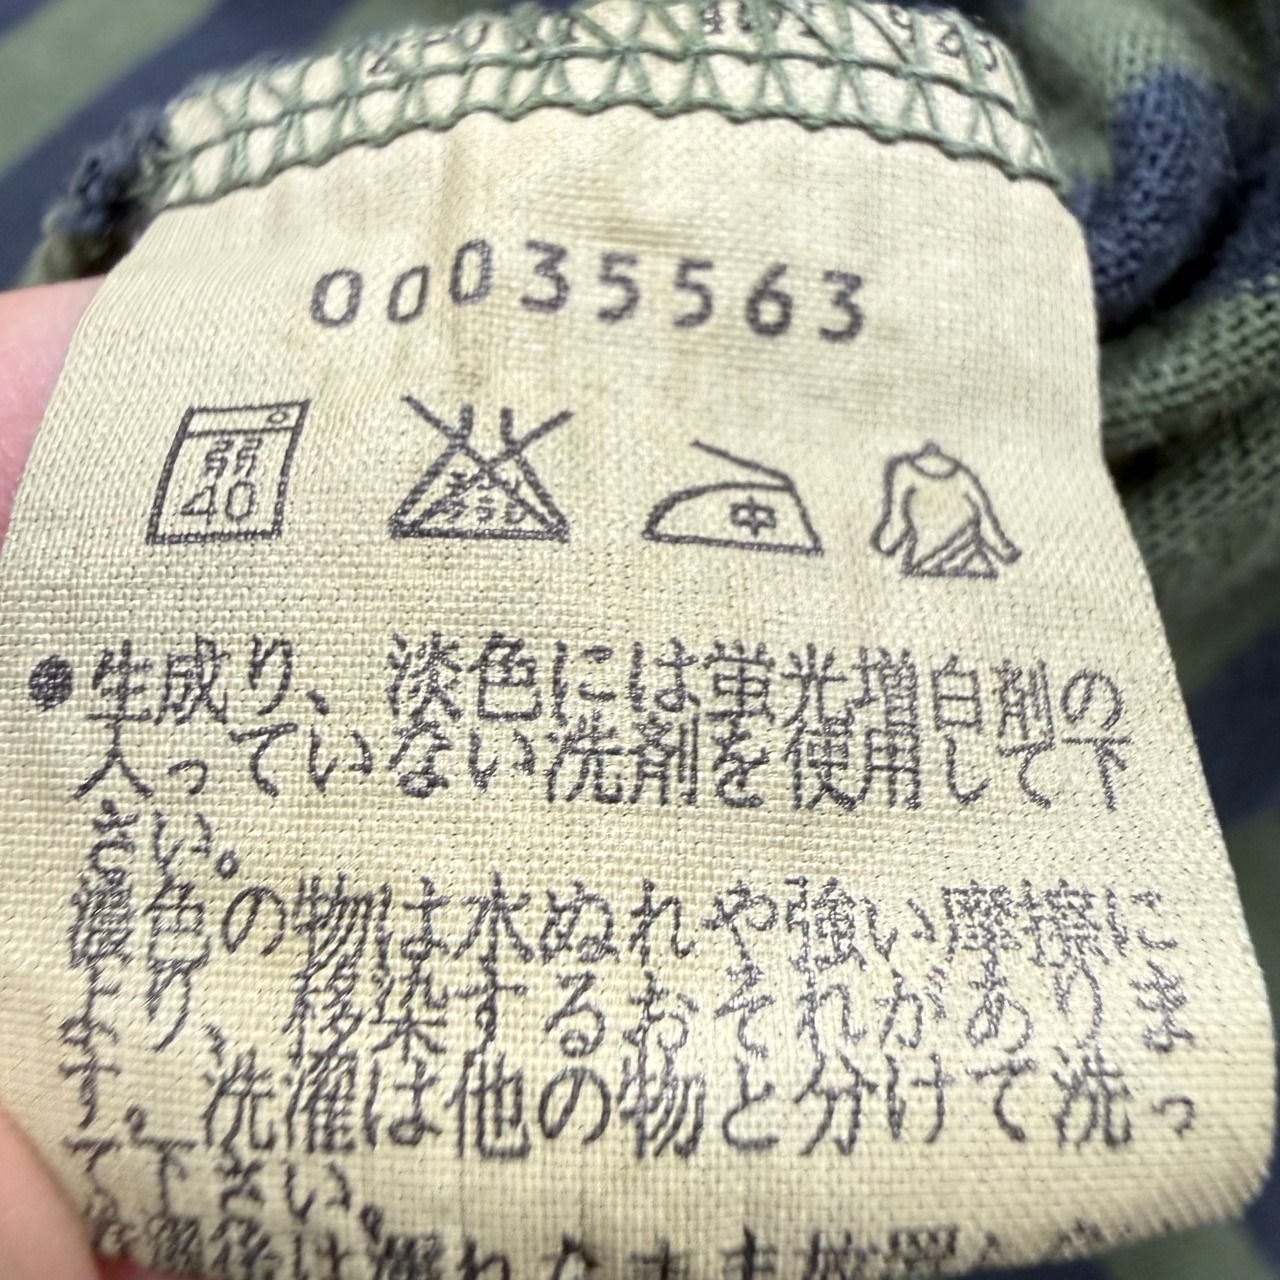 00035563
弱
40
中
●生成り、淡色には蛍光増白剤の
入っていない洗剤を使用して下
さい。
濃色の物は水ぬれや強い摩擦に
より、移染するおそれがありま
す。洗濯は他の物と分けて洗っ
て下さい。